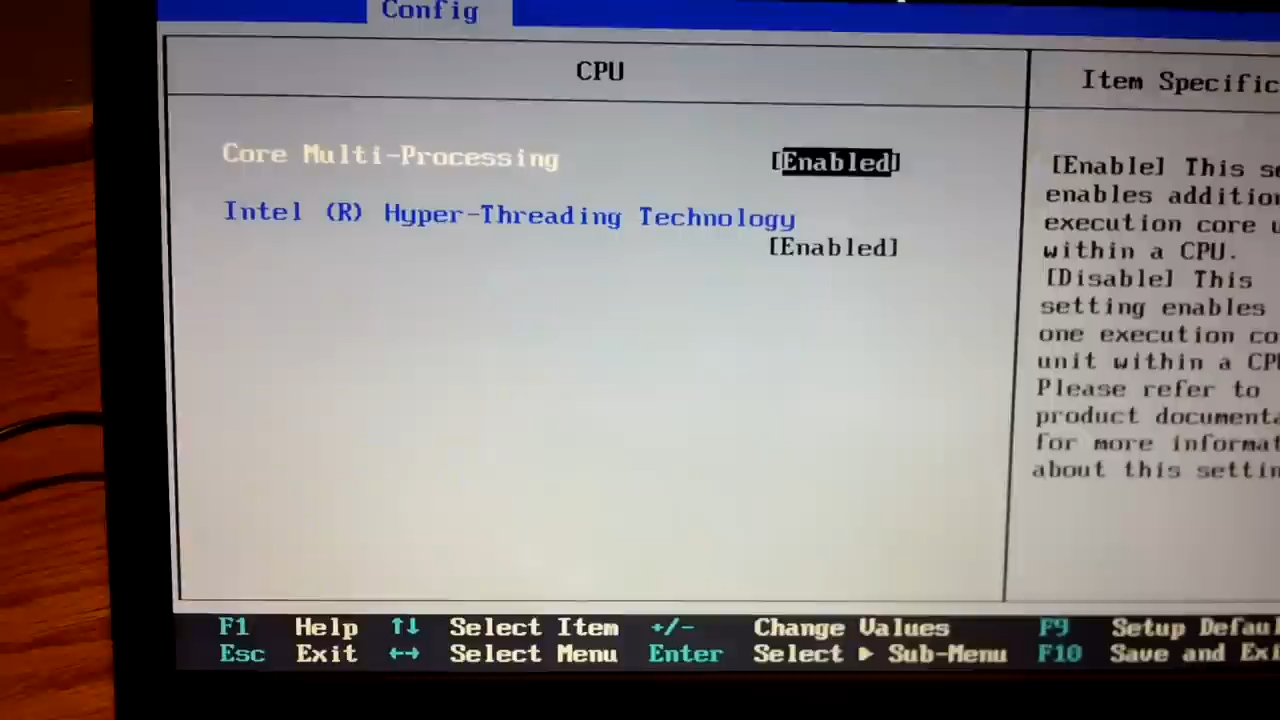 Config
CPU
Item Specific
Core Multi-Processing [Enabled]
Intel (R) Hyper-Threading Technology
[Enabled]
[Enable] This
enables
execution core
within a CPU.
[Disable] This
setting enables
one execution
unit within a
Please refer to
product
for more
about this
F1 Help ↑↓ Select Item +/- Change Values F9 Setup
Esc Exit ←→ Select Menu Enter Select ▶ Sub-Menu F10 Save and